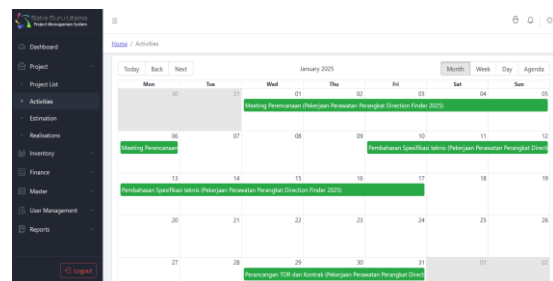 Siska Guru Utama
Project Management System
Dashboard
Project
Project List
Activities
Estimation
Realisations
Inventory
Finance
Master
User Management
Reports
Logout
Home / Activities
Today Back Next
January 2025
Month Week Day Agenda
Mon Tue Wed Thu Fri Sat Sun
30 31 01 02 03 04 05
Meeting Perencanaan (Pekerjaan Perawatan Perangkat Direction Finder 2025)
06 07 08 09 10 11 12
Meeting Perencanaan
Pembahasan Spesifikasi teknis (Pekerjaan Perawatan Perangkat Directi
13 14 15 16 17 18 19
Pembahasan Spesifikasi teknis (Pekerjaan Perawatan Perangkat Direction Finder 2025)
20 21 22 23 24 25 26
27 28 29 30 31 01 02
Perencangan TOR dan Kontrak (Pekerjaan Perawatan Perangkat Direct